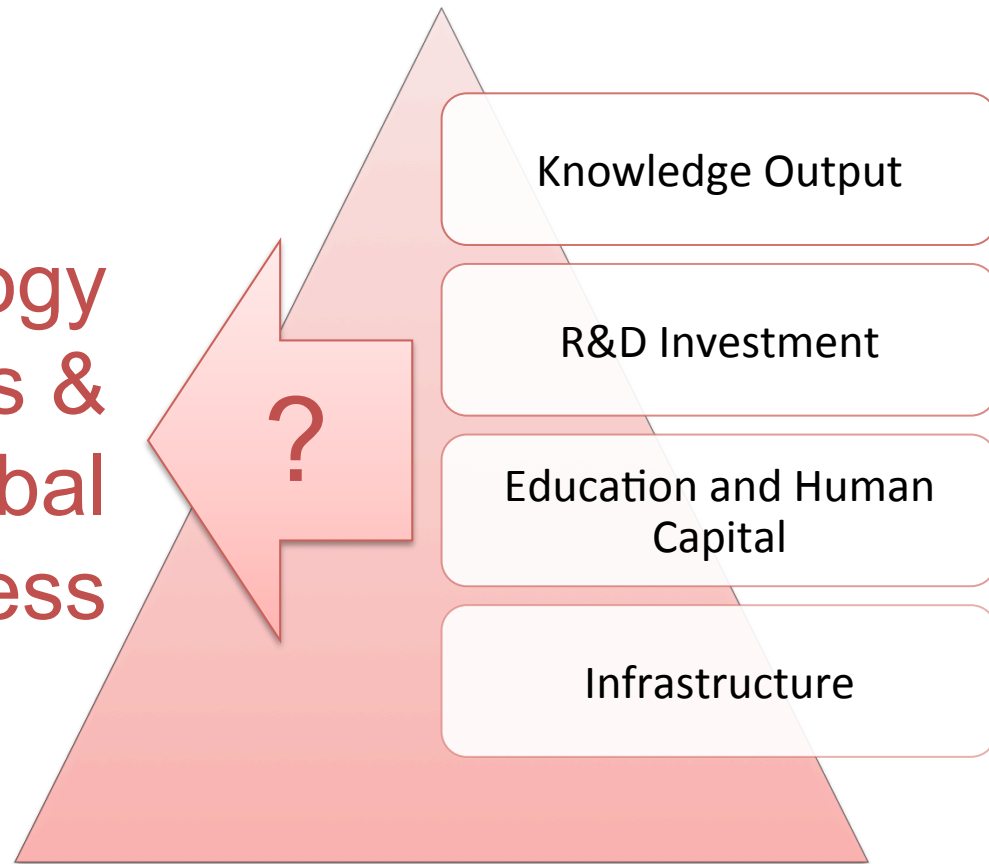 ogy
s &
bal
ess
?
Knowledge Output
R&D Investment
Education and Human
Capital
Infrastructure